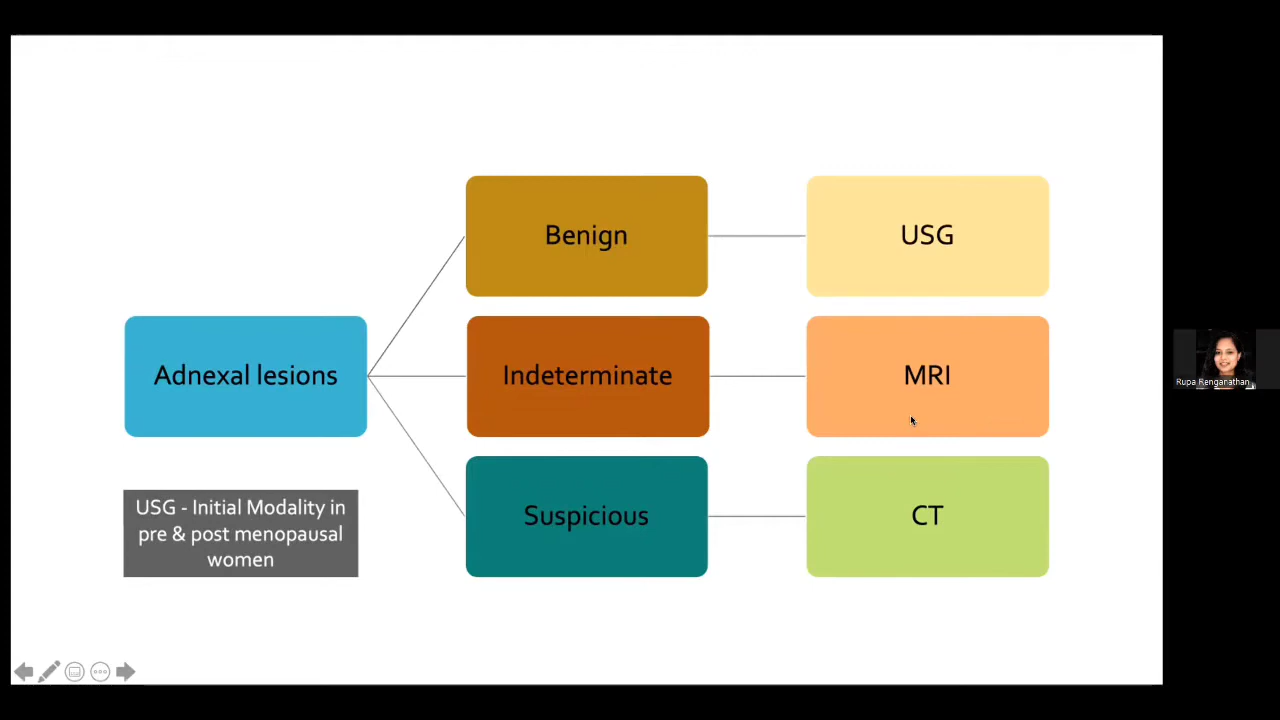 Benign
USG
Adnexal lesions
Indeterminate
MRI
Suspicious
CT
USG - Initial Modality in
pre & post menopausal
women
Rupa Renganathan